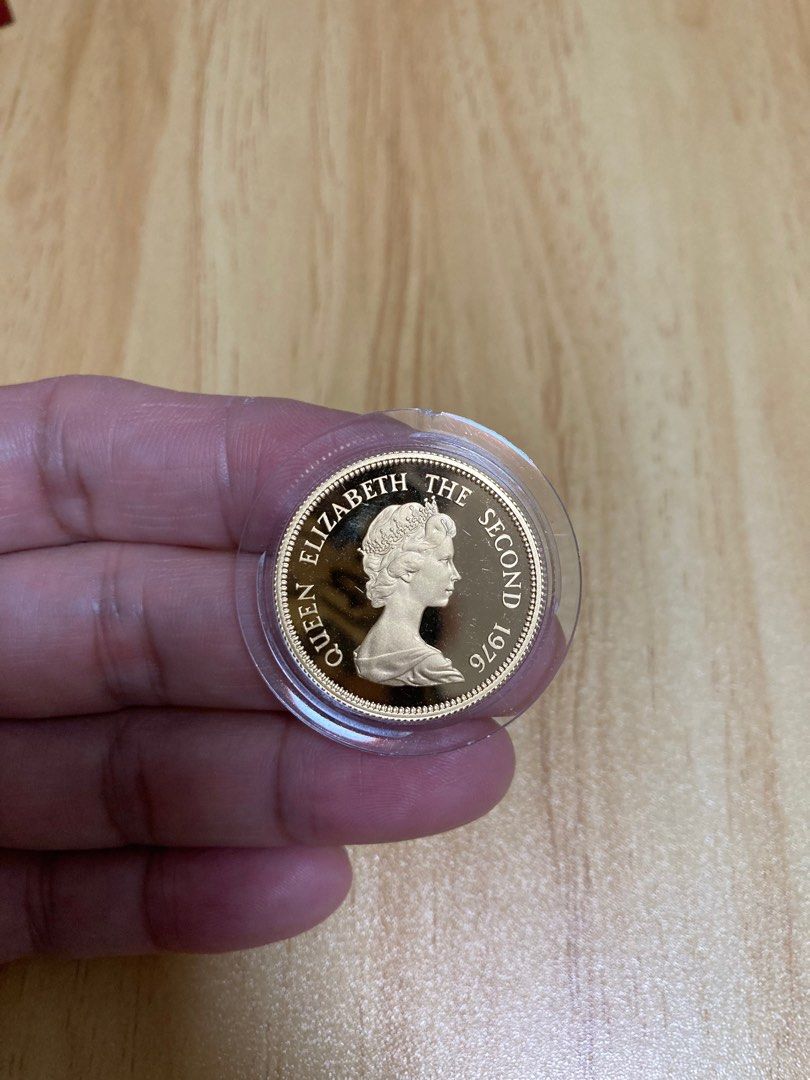 QUEEN ELIZABETH THE SECOND 1976